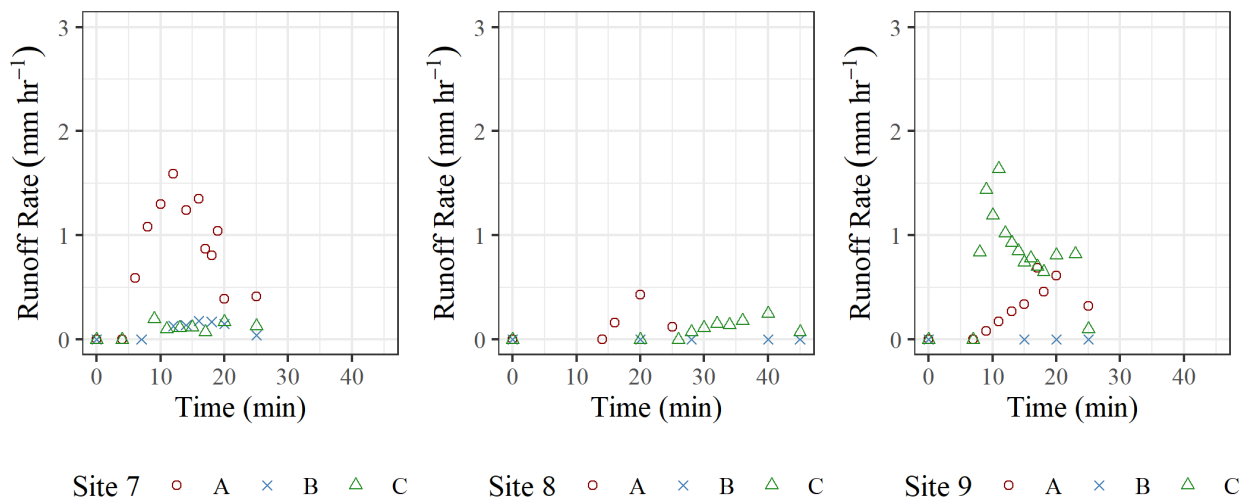 Runoff Rate (mm hr⁻¹)
3
2
1
0
0 10 20 30 40
Time (min)
Site 7 A B C
Runoff Rate (mm hr⁻¹)
3
2
1
0
0 10 20 30 40
Time (min)
Site 8 A B C
Runoff Rate (mm hr⁻¹)
3
2
1
0
0 10 20 30 40
Time (min)
Site 9 A B C